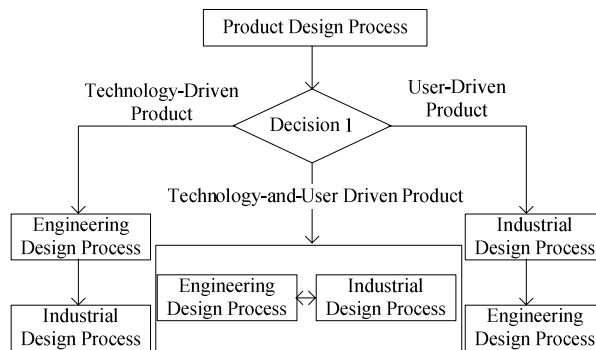 Product Design Process
Technology-Driven
Product
User-Driven
Product
Decision 1
Technology-and-User Driven Product
Engineering
Design Process
Industrial
Design Process
Engineering
Design Process
Industrial
Design Process
Industrial
Design Process
Engineering
Design Process